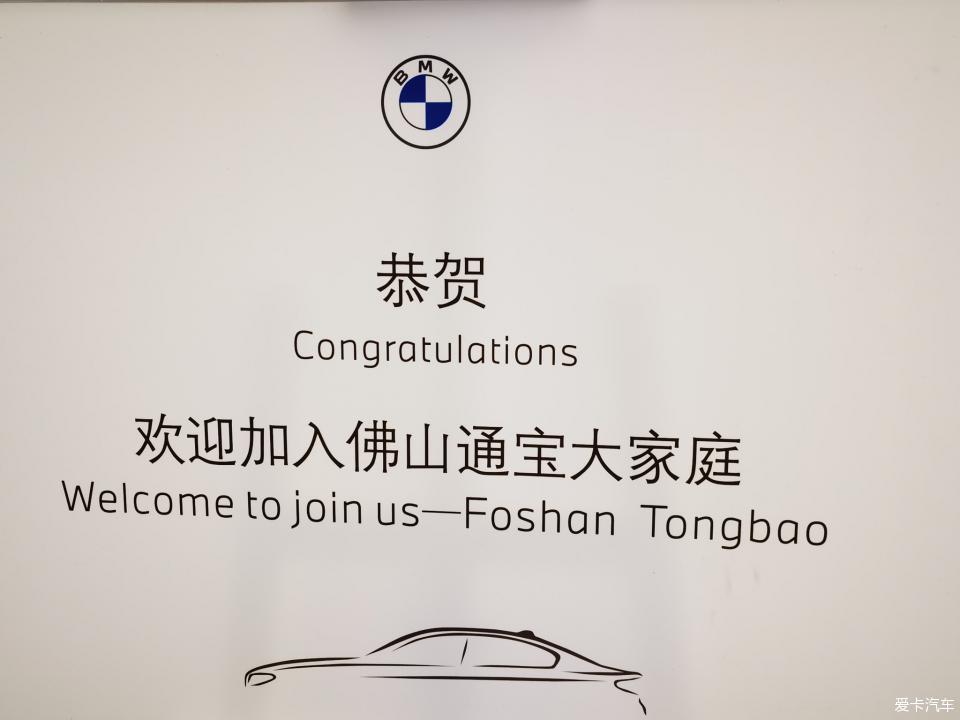 BMW
恭贺
Congratulations
欢迎加入佛山通宝大家庭
Welcome to join us—Foshan Tongbao
爱卡汽车